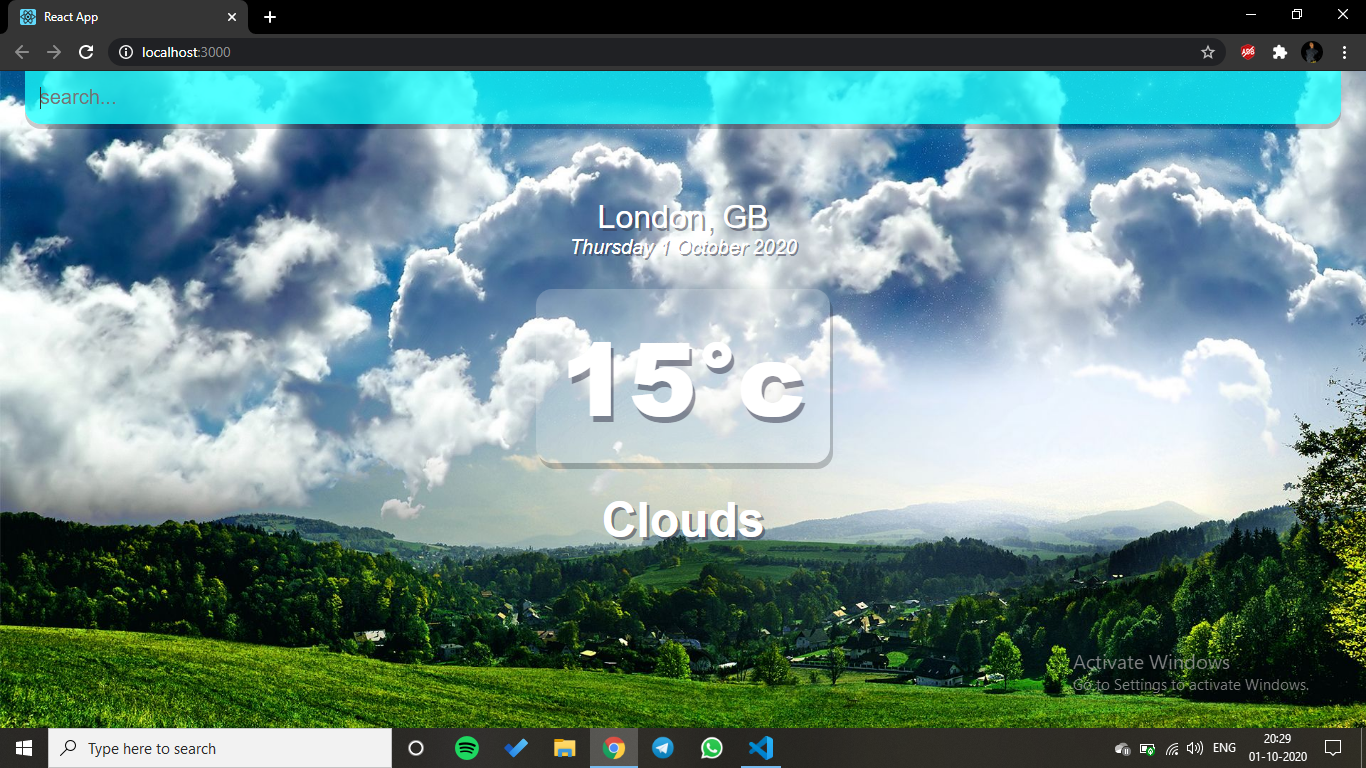 React App
localhost:3000
ABS
search...
London, GB
Thursday 1 October 2020
15°c
Clouds
Activate Windows
Go to Settings to activate Windows.
Type here to search
ENG
20:29
01-10-2020